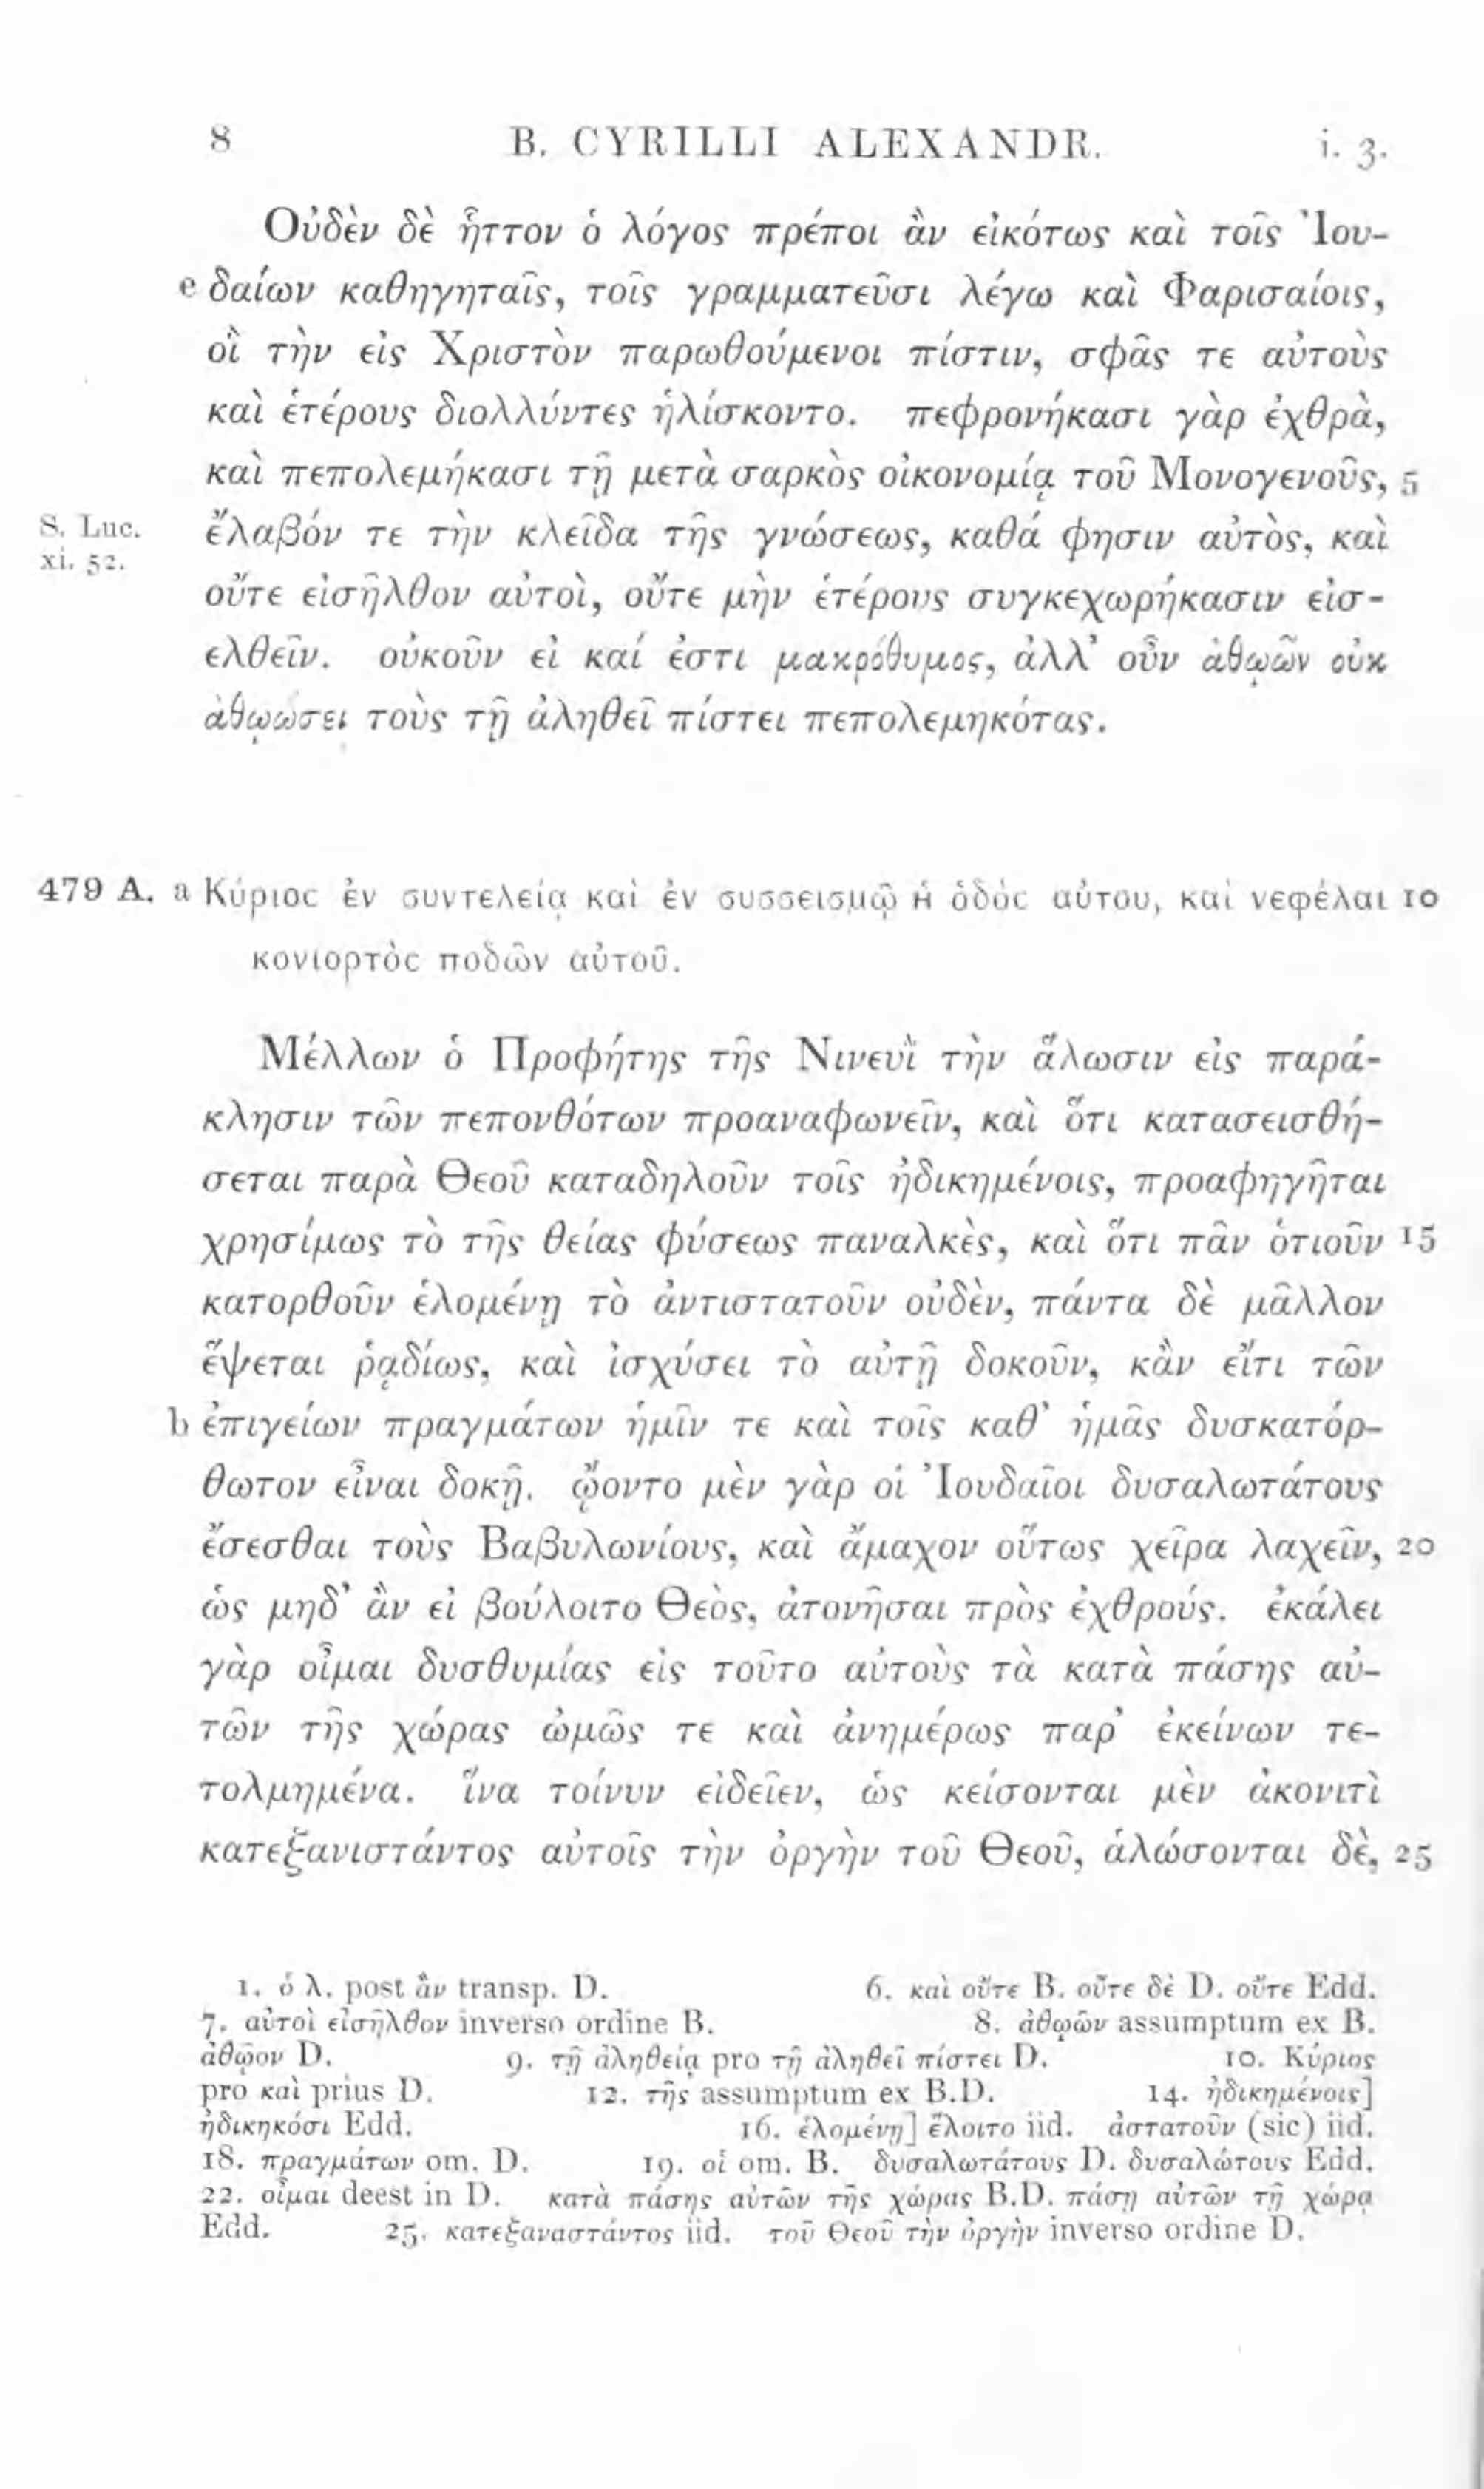 8 B. CYRILLI ALEXANDR. i. 3.
Οὐδὲν δὲ ἧττον ὁ λόγος πρέποι ἂν εἰκότως καὶ τοῖς Ἰου-
e δαίων καθηγηταῖς, τοῖς γραμματεῦσι λέγω καὶ Φαρισαίοις,
οἳ τὴν εἰς Χριστὸν παρωθούμενοι πίστιν, σφᾶς τε αὐτοὺς
καὶ ἑτέρους διολλύντες ἡλίσκοντο. πεφρονήκασι γὰρ ἐχθρὰ,
καὶ πεπολεμήκασι τῇ μετὰ σαρκὸς οἰκονομίᾳ τοῦ Μονογενοῦς, 5
S. Luc. xi. 52. ἔλαβόν τε τὴν κλεῖδα τῆς γνώσεως, καθά φησιν αὐτὸς, καὶ
οὔτε εἰσῆλθον αὐτοὶ, οὔτε μὴν ἑτέρους συγκεχωρήκασιν εἰσ-
ελθεῖν. οὐκοῦν εἰ καί ἐστι μακρόθυμος, ἀλλ' οὖν ἀθῳῶν οὐκ
ἀθῳώσει τοὺς τῇ ἀληθεῖ πίστει πεπολεμηκότας.
479 A. a Κύριος ἐν συντελείᾳ καὶ ἐν συσσεισμῷ ἡ ὁδὸς αὐτου, καὶ νεφέλαι 10
κονιορτὸς ποδῶν αὐτοῦ.
Μέλλων ὁ Προφήτης τῆς Νινευῒ τὴν ἅλωσιν εἰς παρά-
κλησιν τῶν πεπονθότων προαναφωνεῖν, καὶ ὅτι κατασεισθή-
σεται παρὰ Θεοῦ καταδηλοῦν τοῖς ἠδικημένοις, προαφηγῆται
χρησίμως τὸ τῆς θείας φύσεως παναλκὲς, καὶ ὅτι πᾶν ὁτιοῦν 15
κατορθοῦν ἑλομένῃ τὸ ἀντιστατοῦν οὐδὲν, πάντα δὲ μᾶλλον
ἕψεται ῥᾳδίως, καὶ ἰσχύσει τὸ αὐτῇ δοκοῦν, κἂν εἴτι τῶν
b ἐπιγείων πραγμάτων ἡμῖν τε καὶ τοῖς καθ' ἡμᾶς δυσκατόρ-
θωτον εἶναι δοκῇ. ᾤοντο μὲν γὰρ οἱ Ἰουδαῖοι δυσαλωτάτους
ἔσεσθαι τοὺς Βαβυλωνίους, καὶ ἄμαχον οὕτως χεῖρα λαχεῖν, 20
ὡς μηδ' ἂν εἰ βούλοιτο Θεὸς, ἀτονῆσαι πρὸς ἐχθρούς. ἐκάλει
γὰρ οἶμαι δυσθυμίας εἰς τοῦτο αὐτοὺς τὰ κατὰ πάσης αὐ-
τῶν τῆς χώρας ὠμῶς τε καὶ ἀνημέρως παρ' ἐκείνων τε-
τολμημένα. ἵνα τοίνυν εἰδεῖεν, ὡς κείσονται μὲν ἀκονιτὶ
κατεξανιστάντος αὐτοῖς τὴν ὀργὴν τοῦ Θεοῦ, ἁλώσονται δὲ, 25
1. ὁ λ. post ἂν transp. D. 6. καὶ οὔτε B. οὔτε δὲ D. οὔτε Edd.
7. αὐτοὶ εἰσῆλθον inverso ordine B. 8. ἀθῳῶν assumptum ex B.
ἀθῷον D. 9. τῇ ἀληθείᾳ pro τῇ ἀληθεῖ πίστει D. 10. Κύριος
pro καὶ prius D. 12. τῆς assumptum ex B.D. 14. ἠδικημένοις]
ἠδικηκόσι Edd. 16. ἑλομένῃ] ἕλοιτο iid. ἀστατοῦν (sic) iid.
18. πραγμάτων om. D. 19. οἱ om. B. δυσαλωτάτους D. δυσαλώτους Edd.
22. οἶμαι deest in D. κατὰ πάσης αὐτῶν τῆς χώρας B.D. πάσῃ αὐτῶν τῇ χώρᾳ
Edd. 25. κατεξαναστάντος iid. τοῦ Θεοῦ τὴν ὀργὴν inverso ordine D.